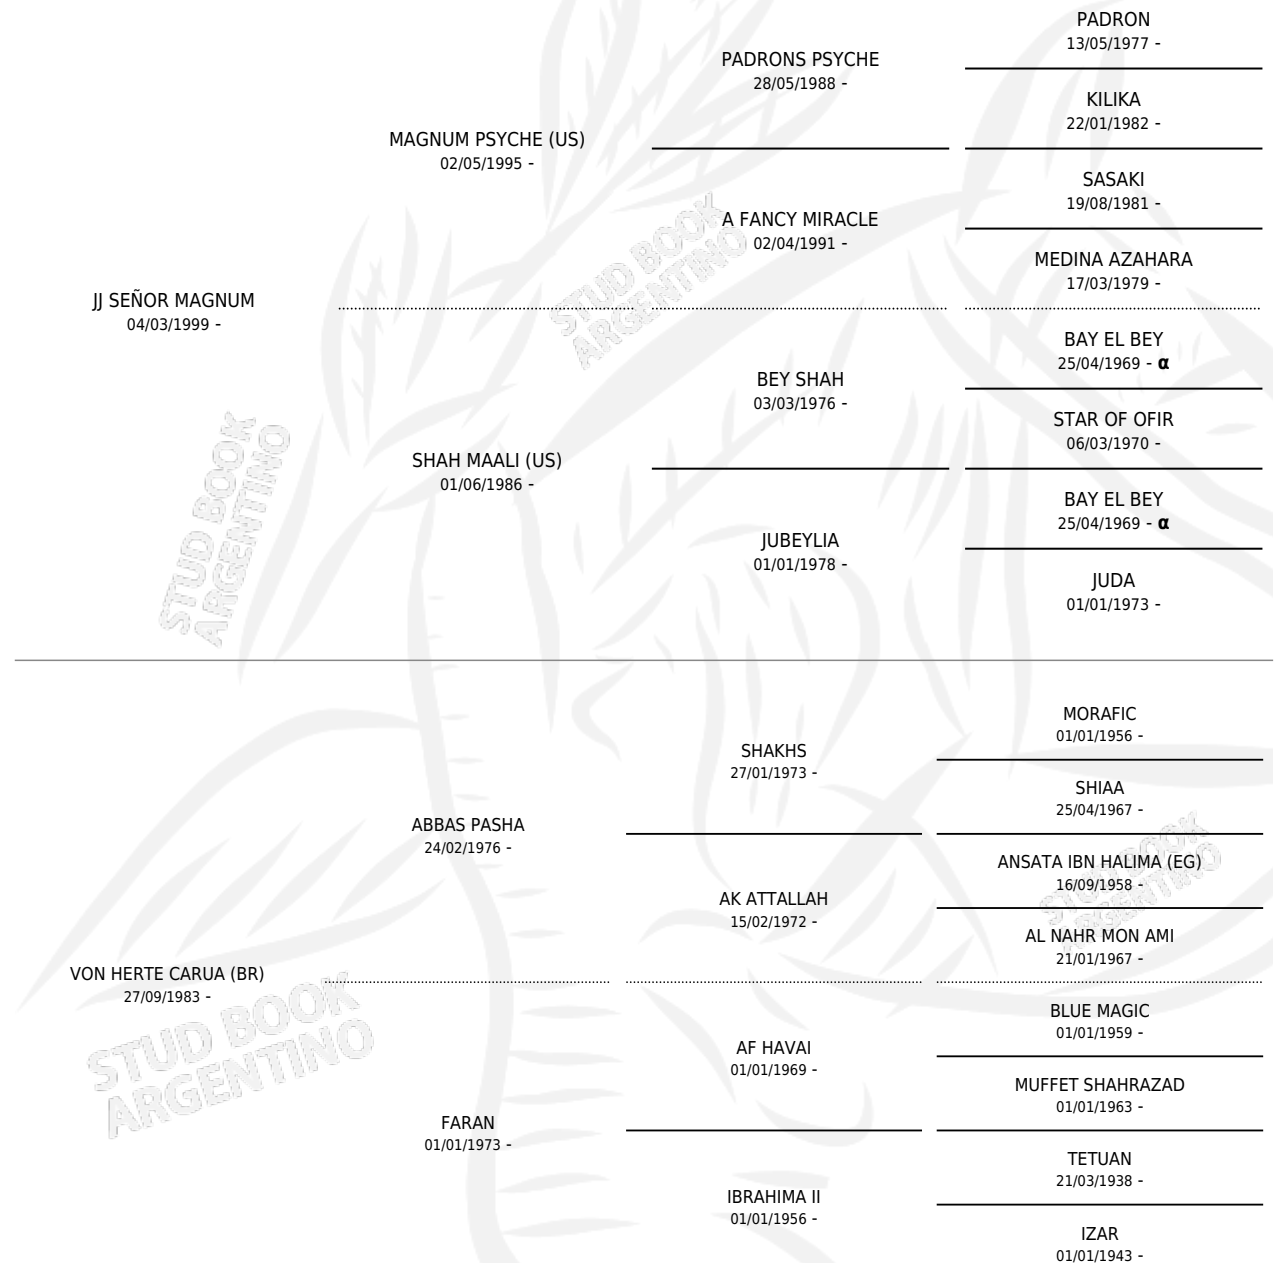 PADRON
13/05/1977 -
PADRONS PSYCHE
28/05/1988 -
KILIKA
22/01/1982 -
MAGNUM PSYCHE (US)
02/05/1995 -
SASAKI
19/08/1981 -
A FANCY MIRACLE
02/04/1991 -
MEDINA AZAHARA
17/03/1979 -
JJ SEÑOR MAGNUM
04/03/1999 -
BAY EL BEY
25/04/1969 - α
BEY SHAH
03/03/1976 -
STAR OF OFIR
06/03/1970 -
SHAH MAALI (US)
01/06/1986 -
BAY EL BEY
25/04/1969 - α
JUBEYLIA
01/01/1978 -
JUDA
01/01/1973 -
MORAFIC
01/01/1956 -
SHAKHS
27/01/1973 -
SHIAA
25/04/1967 -
ABBAS PASHA
24/02/1976 -
ANSATA IBN HALIMA (EG)
16/09/1958 -
AK ATTALLAH
15/02/1972 -
AL NAHR MON AMI
21/01/1967 -
VON HERTE CARUA (BR)
27/09/1983 -
BLUE MAGIC
01/01/1959 -
AF HAVAI
01/01/1969 -
MUFFET SHAHRAZAD
01/01/1963 -
FARAN
01/01/1973 -
TETUAN
21/03/1938 -
IBRAHIMA II
01/01/1956 -
IZAR
01/01/1943 -
STUD BOOK
ARGENTINO
STUD BOOK
ARGENTINO
STUD BOOK
ARGENTINO
STUD BOOK
ARGENTINO